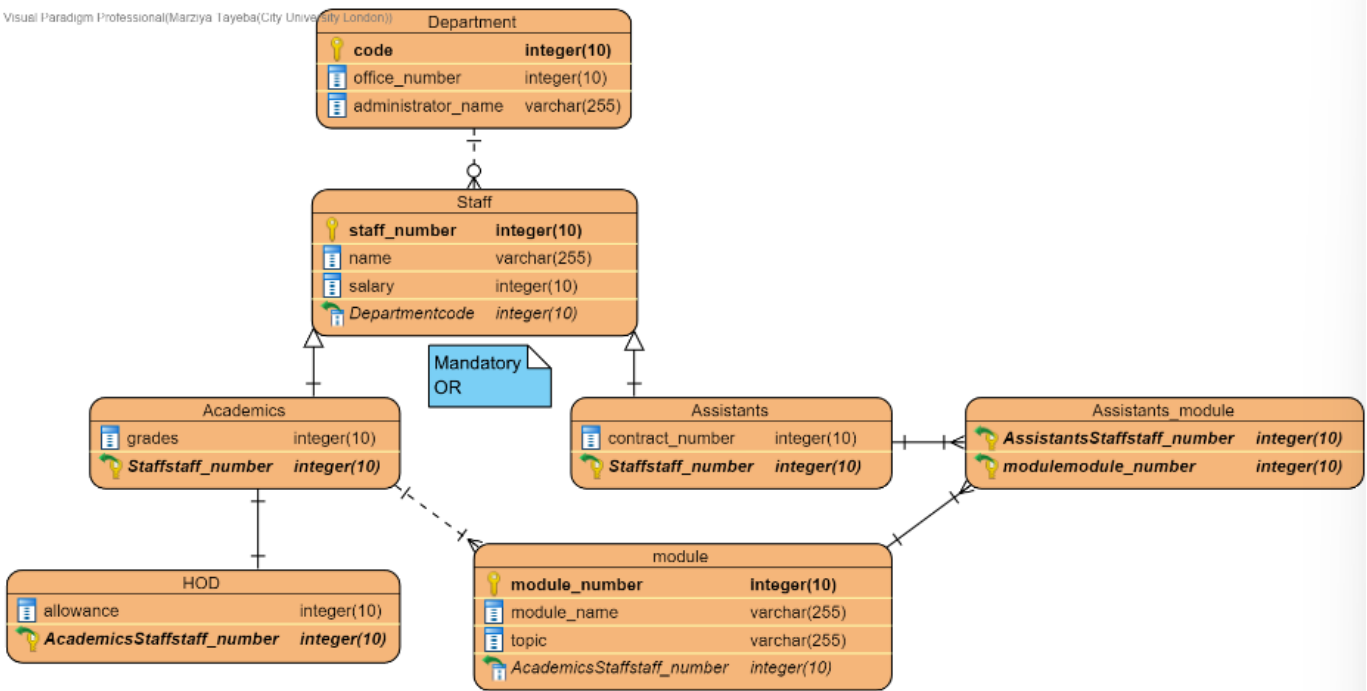 Visual Paradigm Professional(Marziya Tayeba(City University London))
Department
code integer(10)
office_number integer(10)
administrator_name varchar(255)
Staff
staff_number integer(10)
name varchar(255)
salary integer(10)
Departmentcode integer(10)
Mandatory
OR
Academics
grades integer(10)
Staffstaff_number integer(10)
Assistants
contract_number integer(10)
Staffstaff_number integer(10)
Assistants_module
AssistantsStaffstaff_number integer(10)
modulemodule_number integer(10)
HOD
allowance integer(10)
AcademicsStaffstaff_number integer(10)
module
module_number integer(10)
module_name varchar(255)
topic varchar(255)
AcademicsStaffstaff_number integer(10)